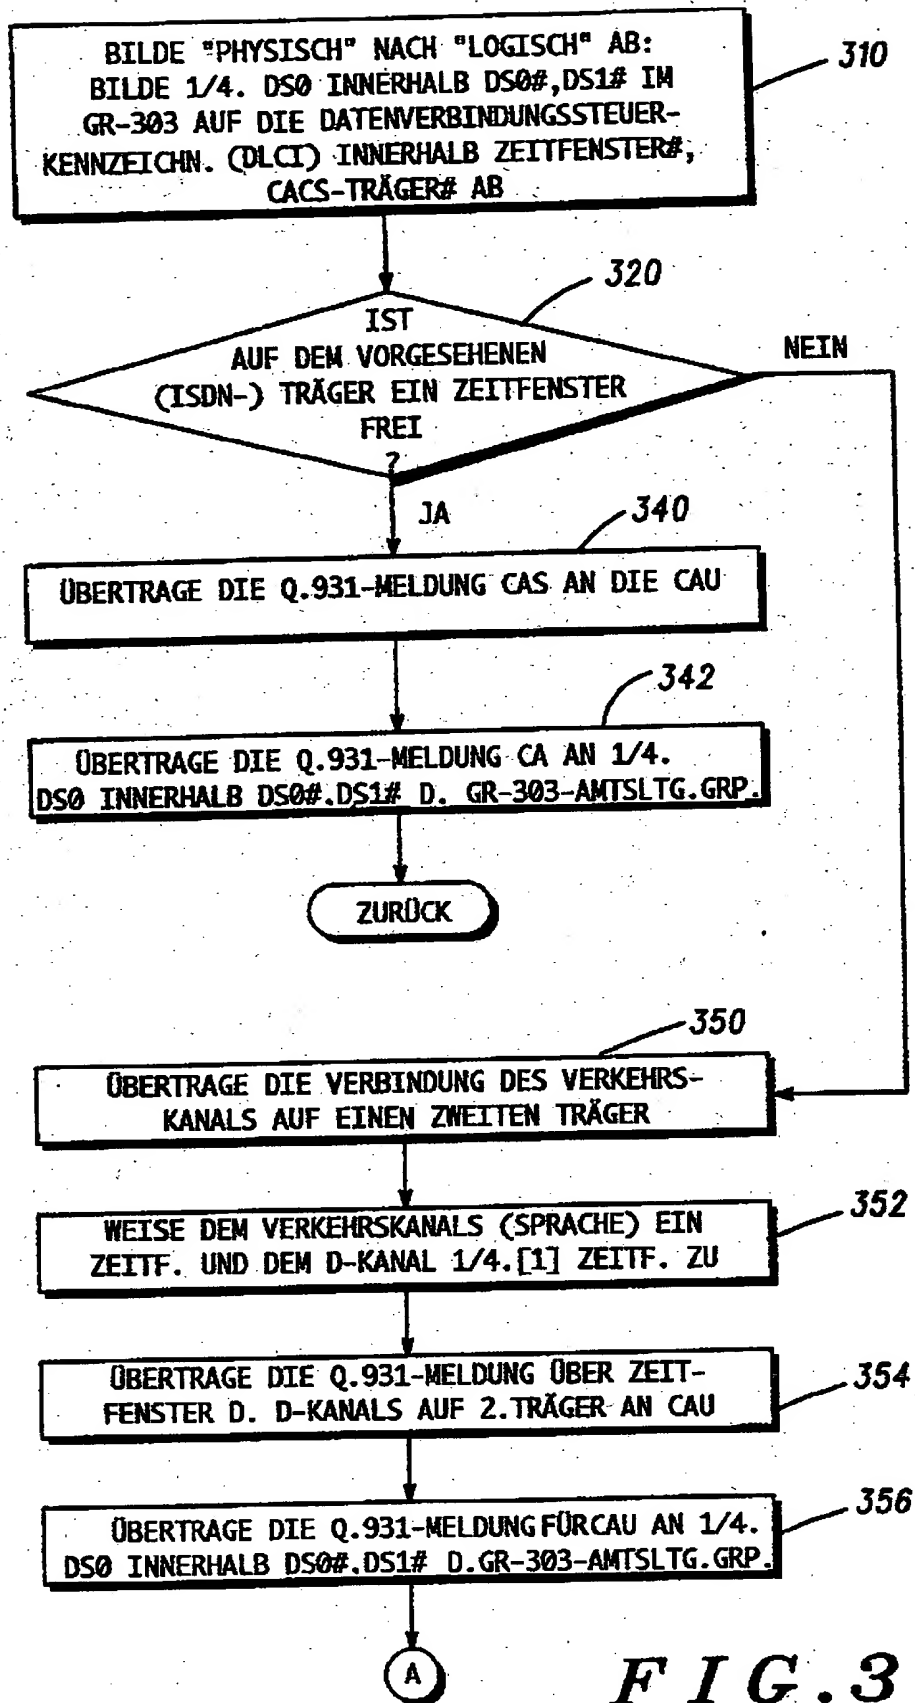 BILDE "PHYSISCH" NACH "LOGISCH" AB:
BILDE 1/4. DS0 INNERHALB DS0#,DS1# IM
GR-303 AUF DIE DATENVERBINDUNGSSTEUER-
KENNZEICHN. (DLCI) INNERHALB ZEITFENSTER#,
CACS-TRÄGER# AB
310
320
IST
AUF DEM VORGESEHENEN
(ISDN-) TRÄGER EIN ZEITFENSTER
FREI
?
NEIN
JA
340
ÜBERTRAGE DIE Q.931-MELDUNG CAS AN DIE CAU
342
ÜBERTRAGE DIE Q.931-MELDUNG CA AN 1/4.
DS0 INNERHALB DS0#.DS1# D. GR-303-AMTSLTG.GRP.
ZURÜCK
350
ÜBERTRAGE DIE VERBINDUNG DES VERKEHRS-
KANALS AUF EINEN ZWEITEN TRÄGER
352
WEISE DEM VERKEHRSKANALS (SPRACHE) EIN
ZEITF. UND DEM D-KANAL 1/4.[1] ZEITF. ZU
354
ÜBERTRAGE DIE Q.931-MELDUNG ÜBER ZEIT-
FENSTER D. D-KANALS AUF 2.TRÄGER AN CAU
356
ÜBERTRAGE DIE Q.931-MELDUNG FÜRCAU AN 1/4.
DS0 INNERHALB DS0#.DS1# D.GR-303-AMTSLTG.GRP.
A
FIG.3